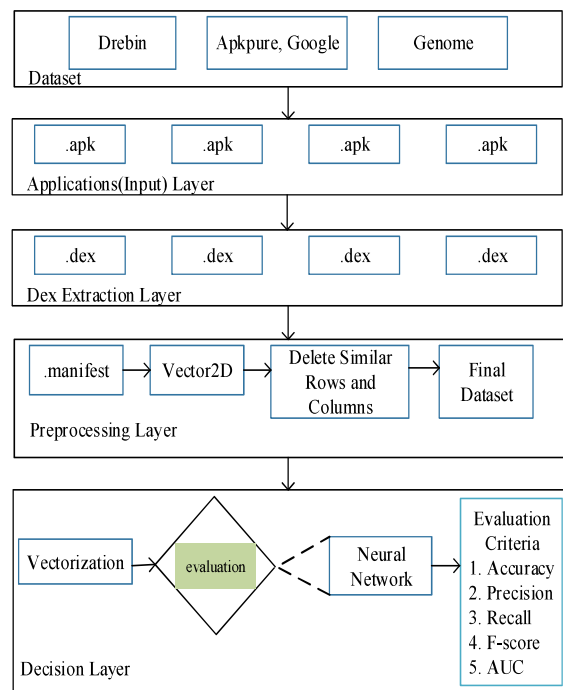 Drebin
Apkpure, Google
Genome
Dataset
.apk
.apk
.apk
.apk
Applications(Input) Layer
.dex
.dex
.dex
.dex
Dex Extraction Layer
.manifest
Vector2D
Delete Similar
Rows and
Columns
Final
Dataset
Preprocessing Layer
Vectorization
evaluation
Neural
Network
Evaluation
Criteria
1. Accuracy
2. Precision
3. Recall
4. F-score
5. AUC
Decision Layer